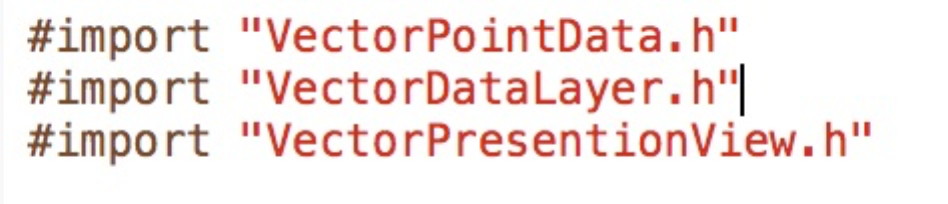 #import "VectorPointData.h"
#import "VectorDataLayer.h"
#import "VectorPresentionView.h"